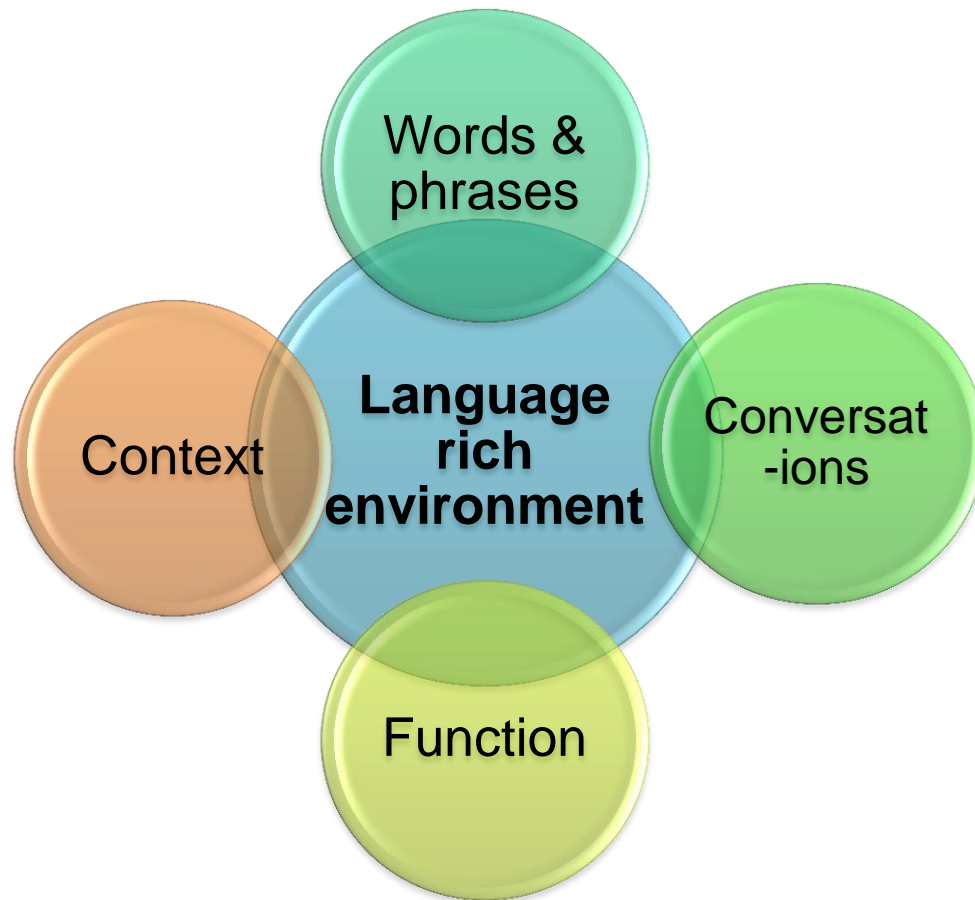 Words &
phrases
Language
rich
environment
Context
Conversat
-ions
Function